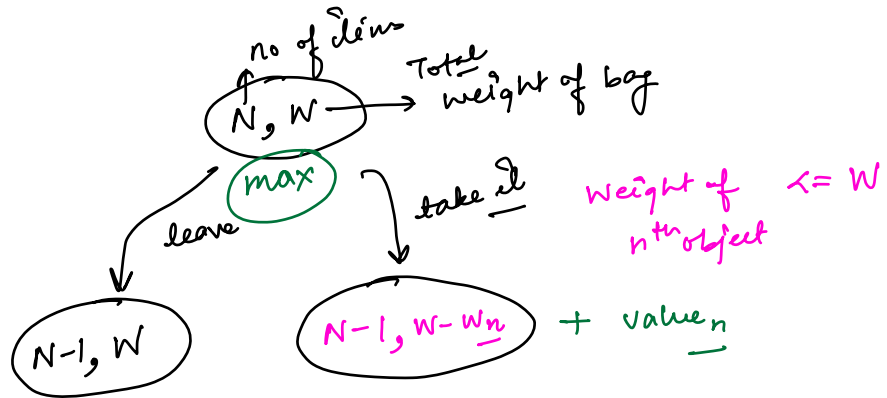 no of items
Total
weight of bag
N, W
max
leave
take it
weight of <= W
nth object
N-1, W
N-1, W-wn + valuen